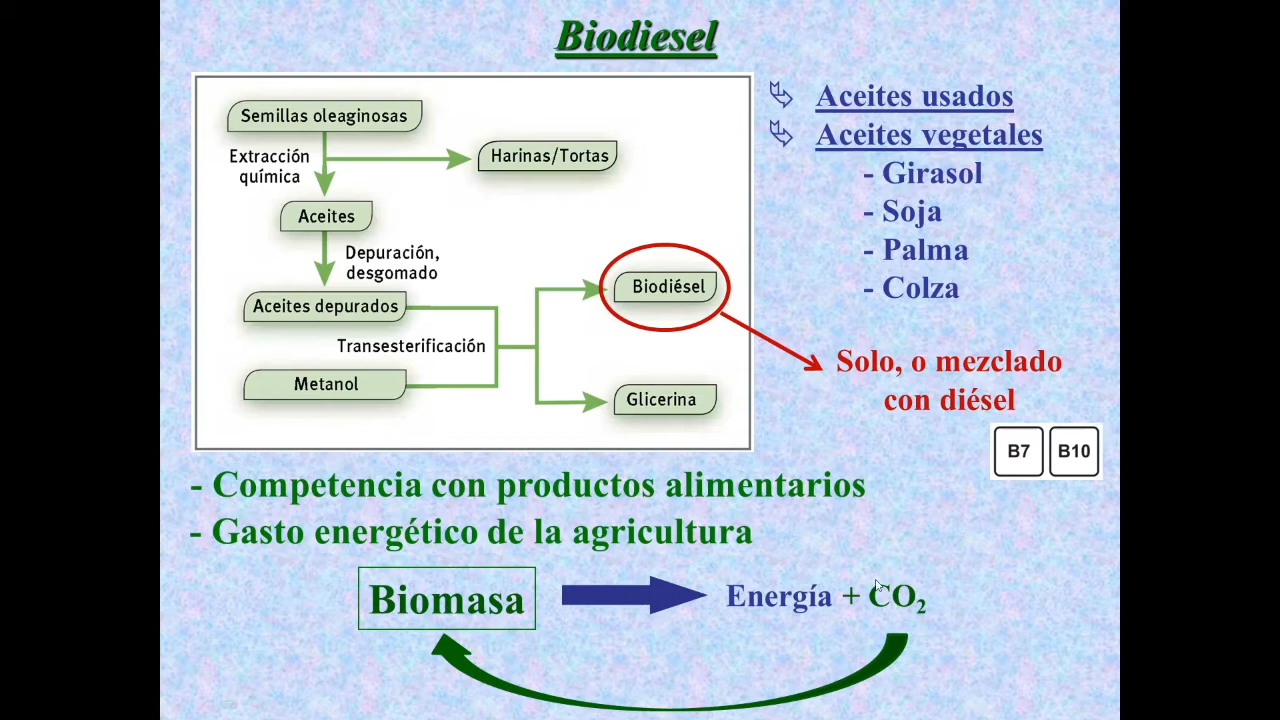 Biodiesel
Semillas oleaginosas
Extracción
química
Harinas/Tortas
Aceites
Depuración,
desgomado
Aceites depurados
Transesterificación
Metanol
Biodiésel
Glicerina
Aceites usados
Aceites vegetales
- Girasol
- Soja
- Palma
- Colza
Solo, o mezclado
con diésel
B7 B10
- Competencia con productos alimentarios
- Gasto energético de la agricultura
Biomasa
Energía + CO₂